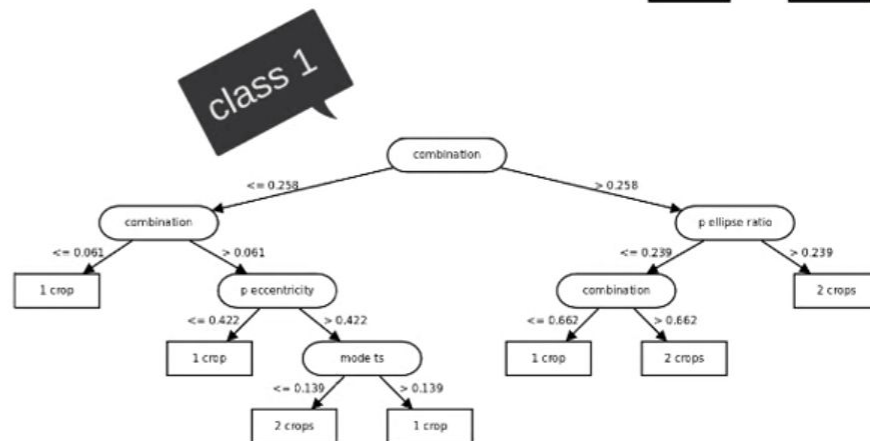 class 1
combination
<= 0.258
> 0.258
combination
p ellipse ratio
<= 0.061
> 0.061
<= 0.239
> 0.239
1 crop
p eccentricity
combination
2 crops
<= 0.422
> 0.422
<= 0.662
> 0.662
1 crop
mode ts
1 crop
2 crops
<= 0.139
> 0.139
2 crops
1 crop